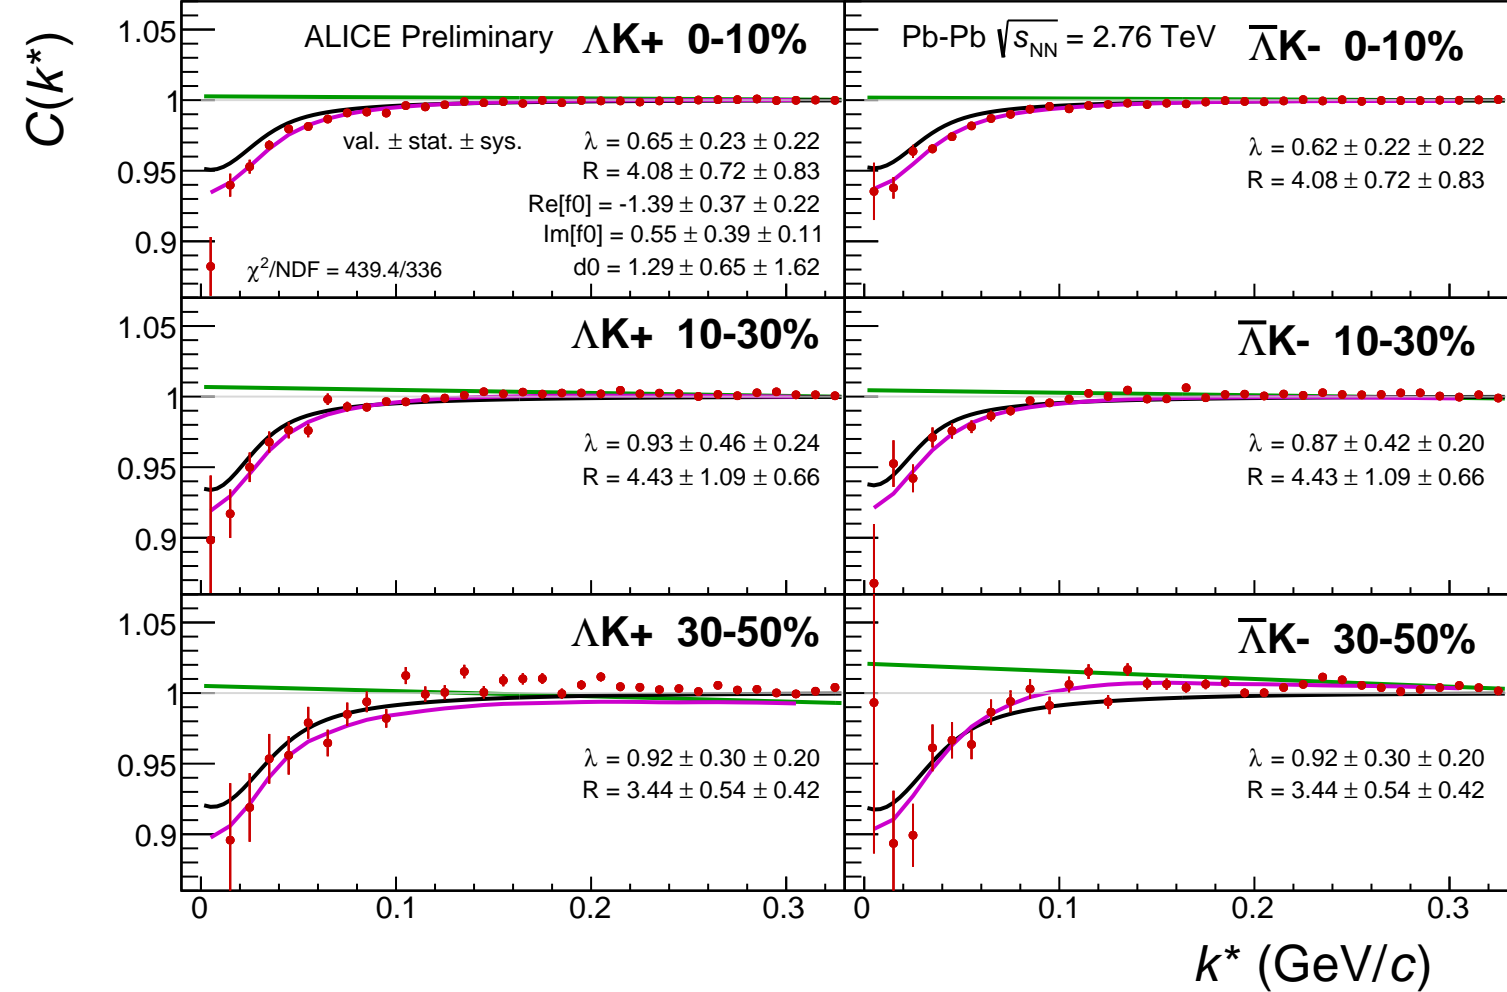 C(k*)
ALICE Preliminary ΛK+ 0-10%
val. ± stat. ± sys.
λ = 0.65 ± 0.23 ± 0.22
R = 4.08 ± 0.72 ± 0.83
Re[f0] = -1.39 ± 0.37 ± 0.22
Im[f0] = 0.55 ± 0.39 ± 0.11
d0 = 1.29 ± 0.65 ± 1.62
χ²/NDF = 439.4/336
1.05
1
0.95
0.9
Pb-Pb √s_NN = 2.76 TeV Λ̅K- 0-10%
λ = 0.62 ± 0.22 ± 0.22
R = 4.08 ± 0.72 ± 0.83
ΛK+ 10-30%
λ = 0.93 ± 0.46 ± 0.24
R = 4.43 ± 1.09 ± 0.66
1.05
1
0.95
0.9
Λ̅K- 10-30%
λ = 0.87 ± 0.42 ± 0.20
R = 4.43 ± 1.09 ± 0.66
ΛK+ 30-50%
λ = 0.92 ± 0.30 ± 0.20
R = 3.44 ± 0.54 ± 0.42
1.05
1
0.95
0.9
Λ̅K- 30-50%
λ = 0.92 ± 0.30 ± 0.20
R = 3.44 ± 0.54 ± 0.42
0 0.1 0.2 0.3
0 0.1 0.2 0.3
k* (GeV/c)